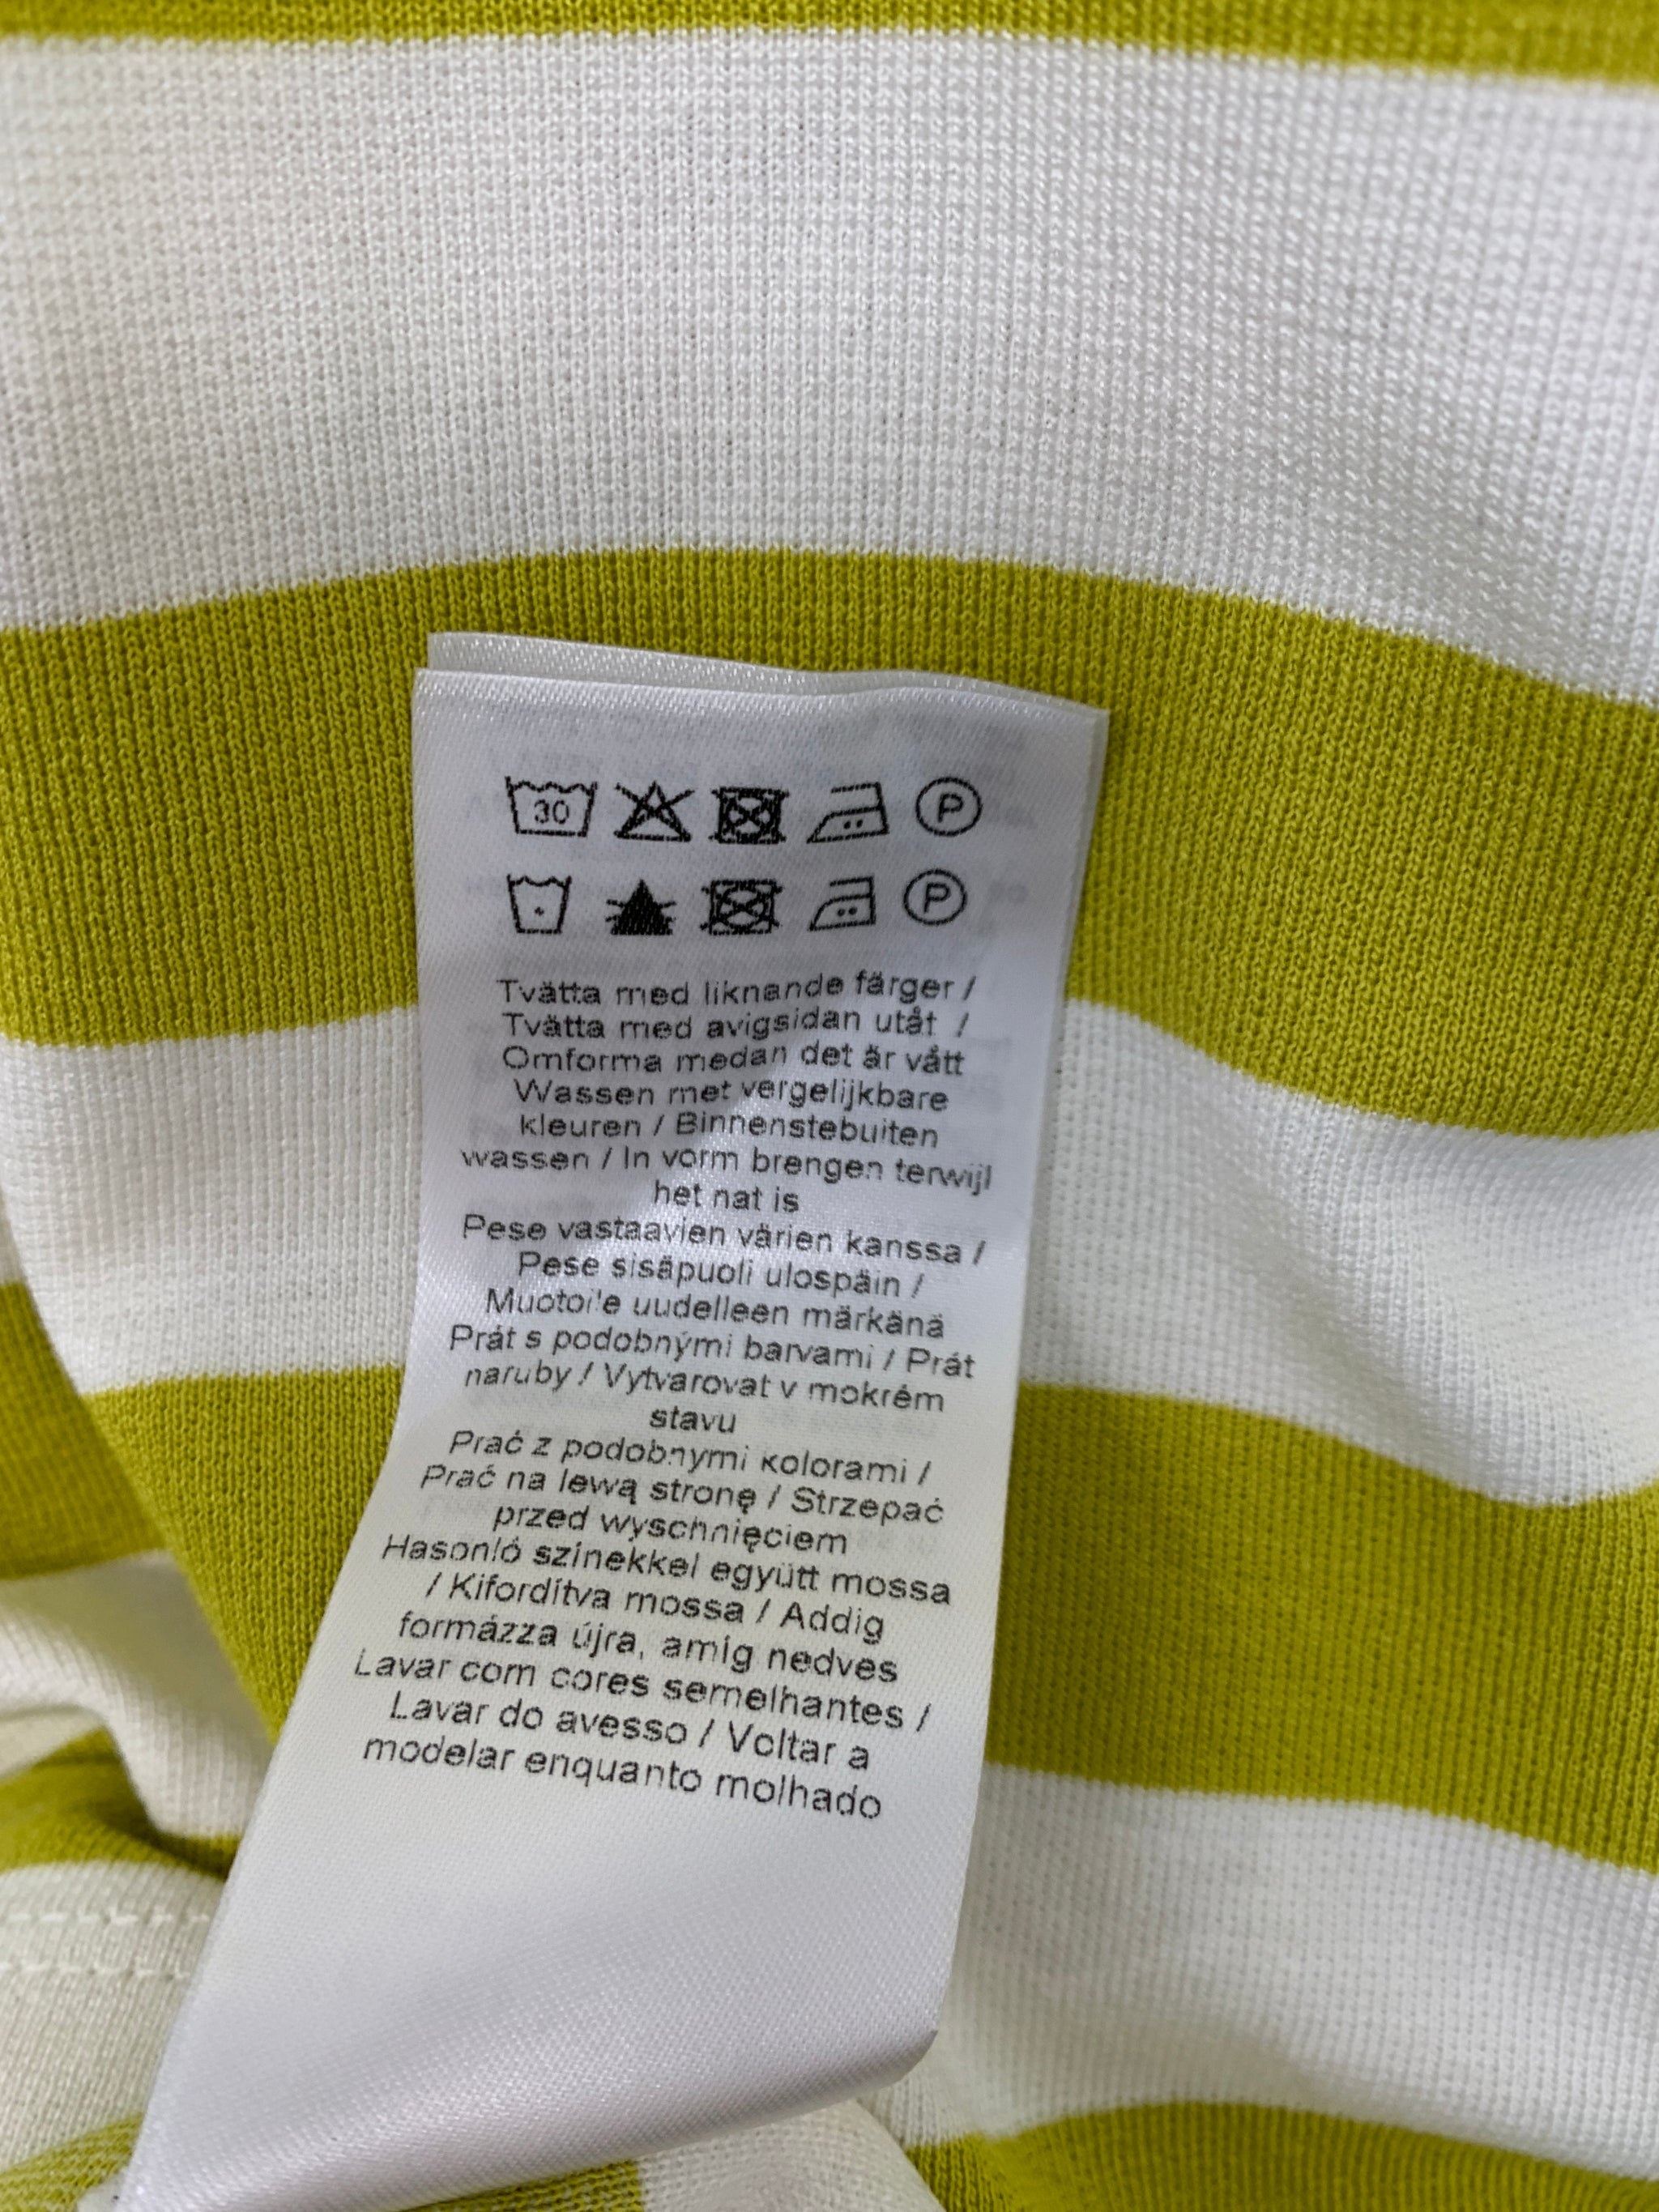 30 P
P
Tvätta med liknande färger /
Tvätta med avigsidan utåt /
Omforma medan det är vått
Wassen met vergelijkbare
kleuren / Binnenstebuiten
wassen / In vorm brengen terwijl
het nat is
Pese vastaavien värien kanssa /
Pese sisäpuoli ulospäin /
Muotoile uudelleen märkänä
Prát s podobnými barvami / Prát
naruby / Vytvarovat v mokrém
stavu
Prać z podobnymi kolorami /
Prać na lewą stronę / Strzepać
przed wyschnięciem
Hasonló színekkel együtt mossa
/ Kifordítva mossa / Addig
formázza újra, amíg nedves
Lavar com cores semelhantes /
Lavar do avesso / Voltar a
modelar enquanto molhado